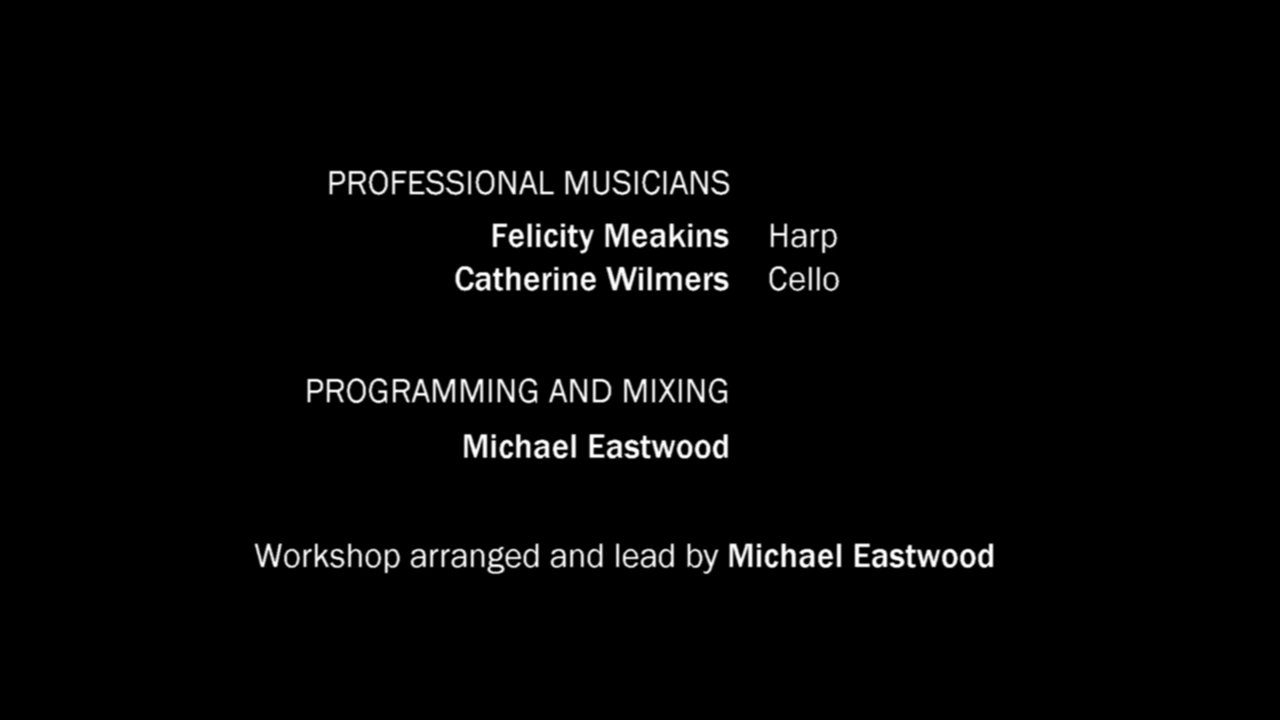 PROFESSIONAL MUSICIANS
Felicity Meakins Harp
Catherine Wilmers Cello
PROGRAMMING AND MIXING
Michael Eastwood
Workshop arranged and lead by Michael Eastwood